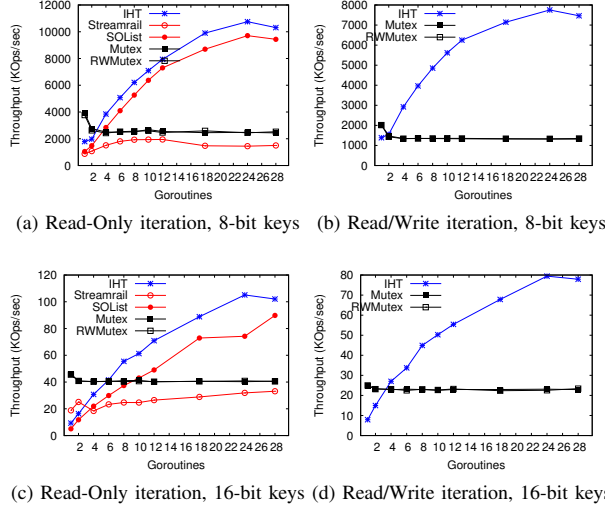 12000
10000
8000
6000
4000
2000
0
2 4 6 8 10 12 14 16 18 20 22 24 26 28
Throughput (KOps/sec)
Goroutines
IHT
Streamrail
SOList
Mutex
RWMutex
(a) Read-Only iteration, 8-bit keys
8000
7000
6000
5000
4000
3000
2000
1000
0
2 4 6 8 10 12 14 16 18 20 22 24 26 28
Throughput (KOps/sec)
Goroutines
IHT
Mutex
RWMutex
(b) Read/Write iteration, 8-bit keys
120
100
80
60
40
20
0
2 4 6 8 10 12 14 16 18 20 22 24 26 28
Throughput (KOps/sec)
Goroutines
IHT
Streamrail
SOList
Mutex
RWMutex
(c) Read-Only iteration, 16-bit keys
80
70
60
50
40
30
20
10
0
2 4 6 8 10 12 14 16 18 20 22 24 26 28
Throughput (KOps/sec)
Goroutines
IHT
Mutex
RWMutex
(d) Read/Write iteration, 16-bit keys